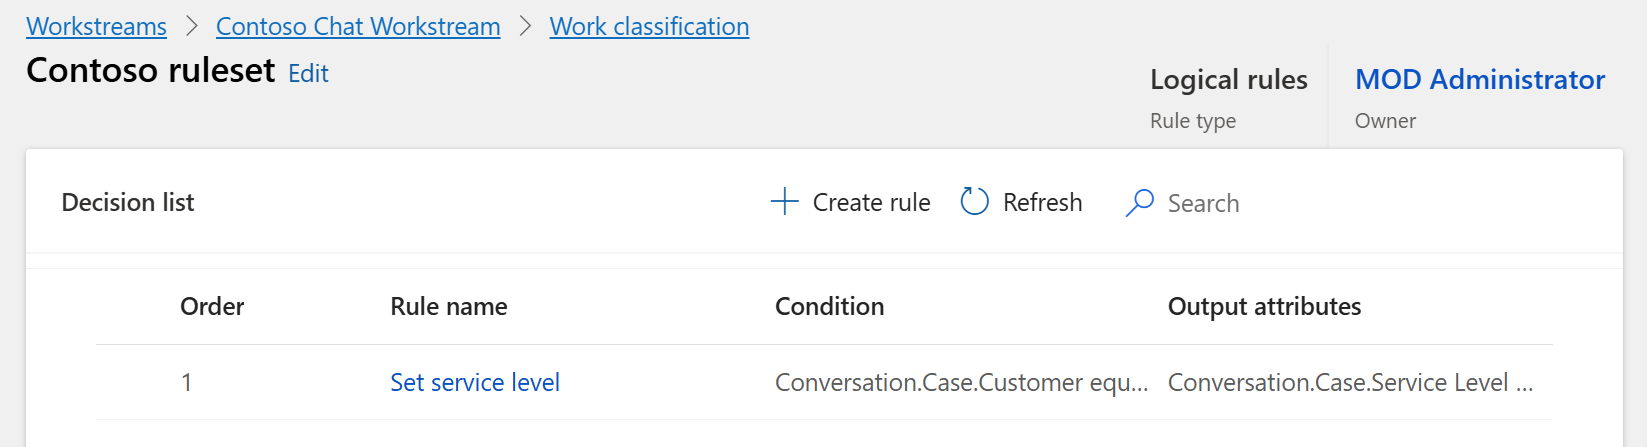 Workstreams > Contoso Chat Workstream > Work classification
Contoso ruleset Edit
Logical rules MOD Administrator
Rule type Owner
Decision list Create rule Refresh Search
Order Rule name Condition Output attributes
1 Set service level Conversation.Case.Customer equ... Conversation.Case.Service Level ...